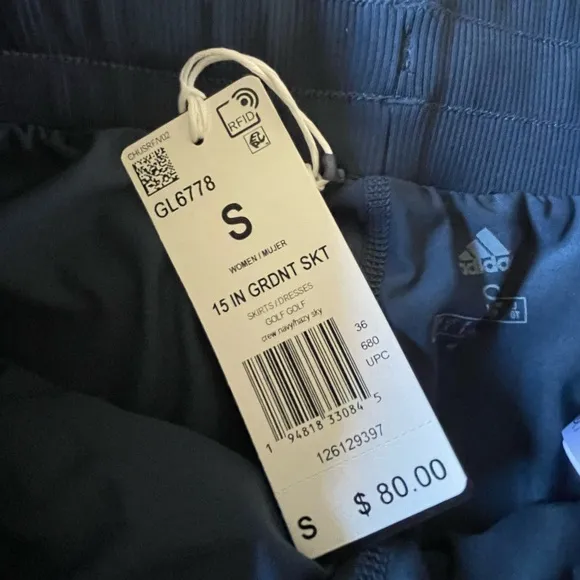 CHUSRFIV02
RFID
GL6778
S
WOMEN / MUJER
15 IN GRDNT SKT
SKIRTS / DRESSES
GOLF GOLF
crew navy/hazy sky
36
680
UPC
1 94818 33084 5
126129397
S $ 80.00
adidas
S